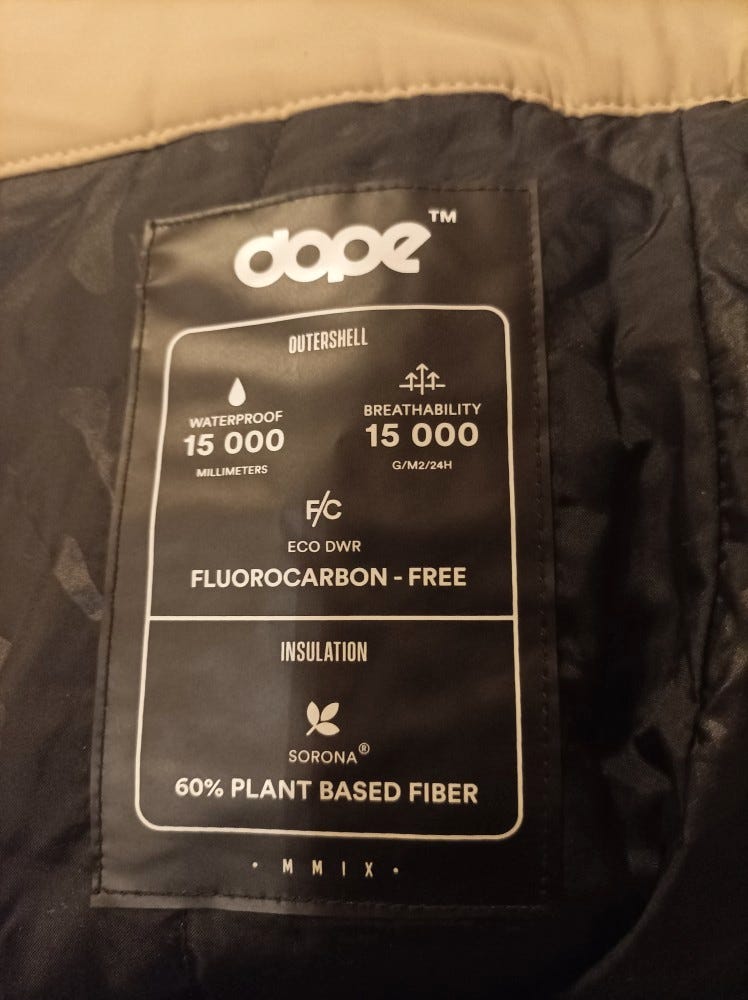 dope™
OUTERSHELL
WATERPROOF
15 000
MILLIMETERS
BREATHABILITY
15 000
G/M2/24H
F/C
ECO DWR
FLUOROCARBON - FREE
INSULATION
SORONA®
60% PLANT BASED FIBER
· M M I X ·